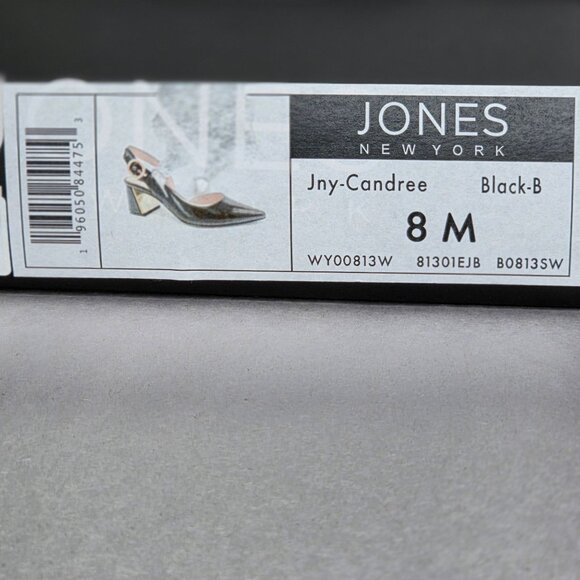 1 96050 84475 3
JONES
NEW YORK
Jny-Candree Black-B
8 M
WY00813W 81301EJB B0813SW